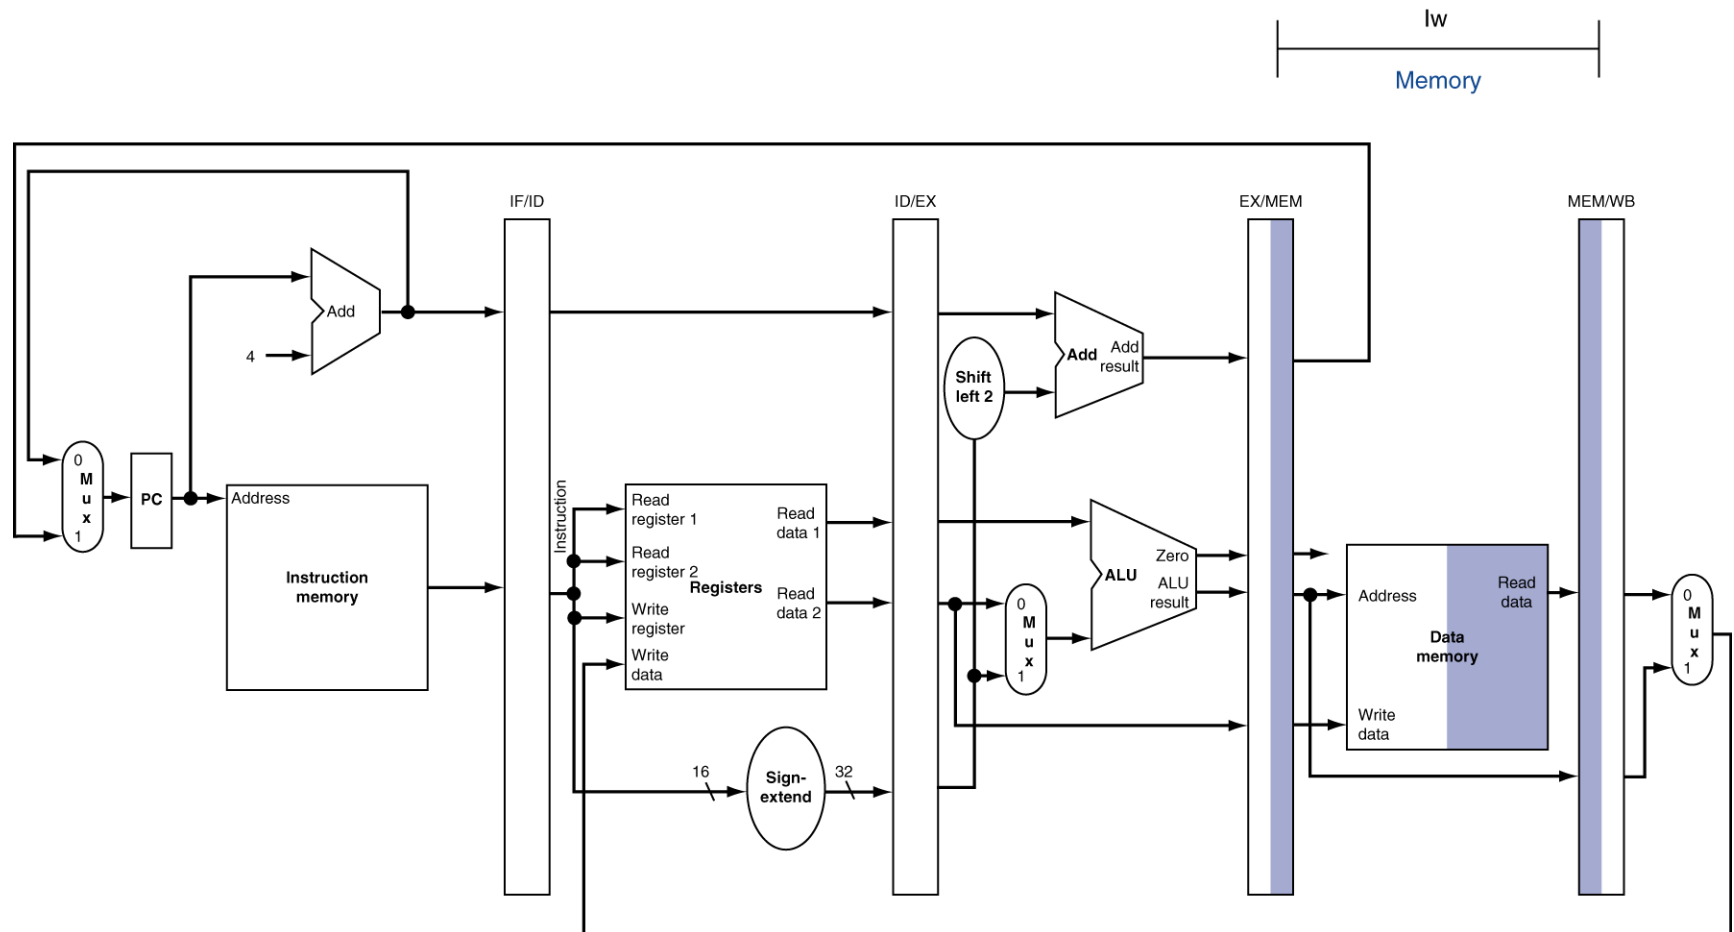 lw
Memory
IF/ID
ID/EX
EX/MEM
MEM/WB
Add
4
Shift
left 2
Add
Add
result
0
M
u
x
1
PC
Address
Instruction
memory
Instruction
Read
register 1
Read
register 2
Write
register
Write
data
Registers
Read
data 1
Read
data 2
16
Sign-
extend
32
0
M
u
x
1
ALU
Zero
ALU
result
Address
Read
data
Data
memory
Write
data
0
M
u
x
1